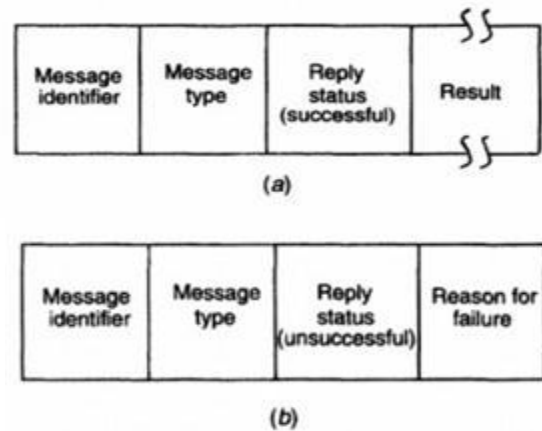 Message
identifier
Message
type
Reply
status
(successful)
Result
(a)
Message
identifier
Message
type
Reply
status
(unsuccessful)
Reason for
failure
(b)